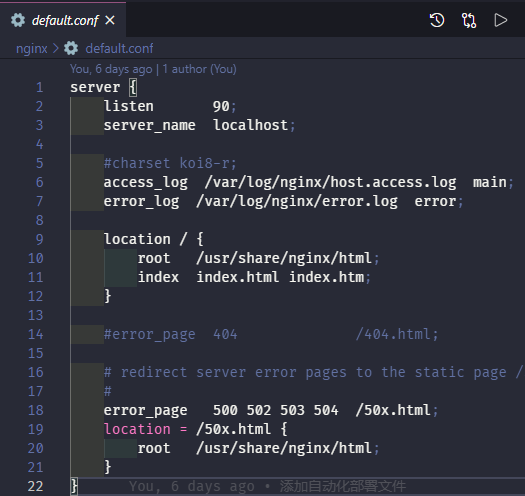 default.conf
nginx > default.conf
You, 6 days ago | 1 author (You)
1 server {
2 listen 90;
3 server_name localhost;
4
5 #charset koi8-r;
6 access_log /var/log/nginx/host.access.log main;
7 error_log /var/log/nginx/error.log error;
8
9 location / {
10 root /usr/share/nginx/html;
11 index index.html index.htm;
12 }
13
14 #error_page 404 /404.html;
15
16 # redirect server error pages to the static page /
17 #
18 error_page 500 502 503 504 /50x.html;
19 location = /50x.html {
20 root /usr/share/nginx/html;
21 }
22 } You, 6 days ago • 添加自动化部署文件